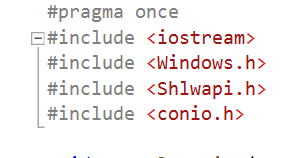 #pragma once
#include <iostream>
#include <Windows.h>
#include <Shlwapi.h>
#include <conio.h>